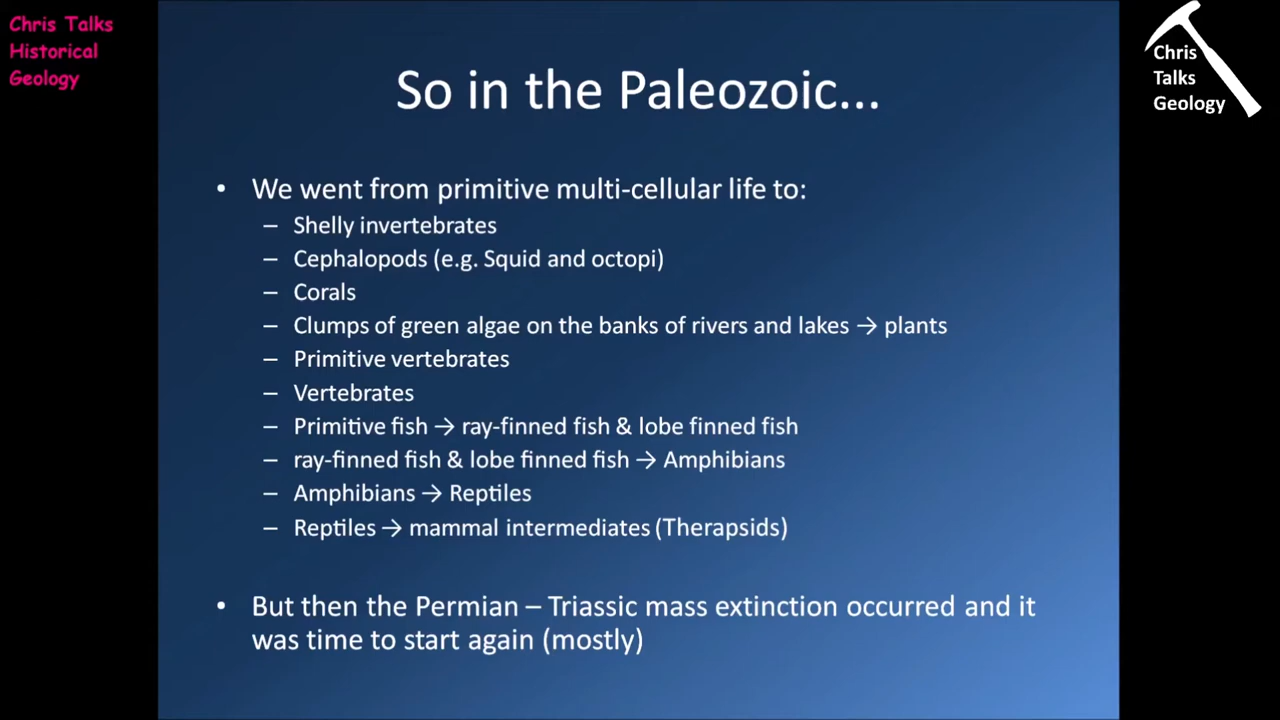 Chris Talks
Historical
Geology
Chris
Talks
Geology
So in the Paleozoic...
• We went from primitive multi-cellular life to:
– Shelly invertebrates
– Cephalopods (e.g. Squid and octopi)
– Corals
– Clumps of green algae on the banks of rivers and lakes → plants
– Primitive vertebrates
– Vertebrates
– Primitive fish → ray-finned fish & lobe finned fish
– ray-finned fish & lobe finned fish → Amphibians
– Amphibians → Reptiles
– Reptiles → mammal intermediates (Therapsids)
• But then the Permian – Triassic mass extinction occurred and it
was time to start again (mostly)